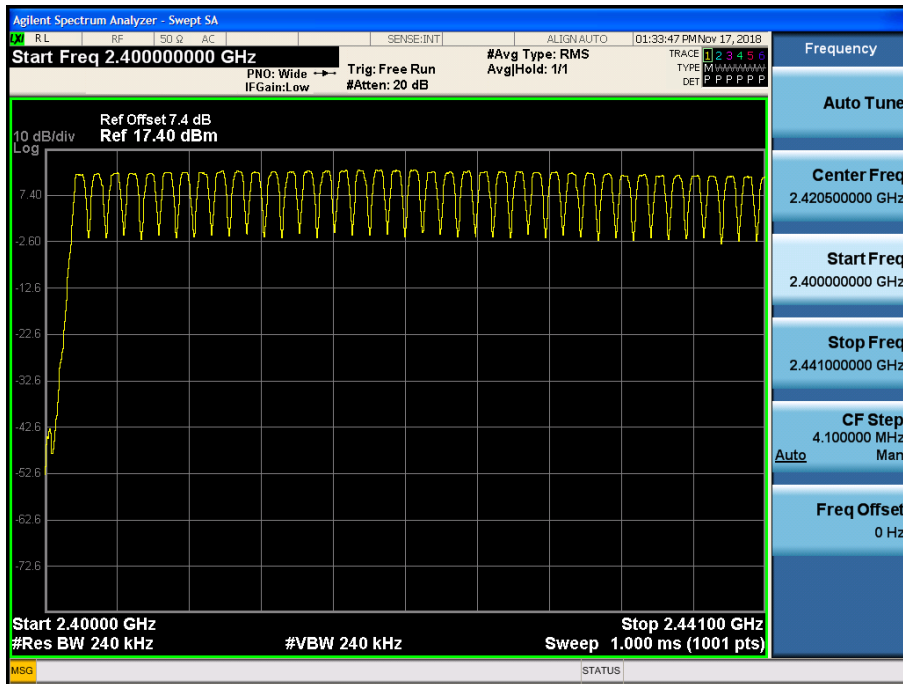 Agilent Spectrum Analyzer - Swept SA
LXI RL RF 50 Ω AC SENSE:INT ALIGN AUTO 01:33:47 PM Nov 17, 2018
Start Freq 2.400000000 GHz
PNO: Wide
IFGain:Low
Trig: Free Run
#Atten: 20 dB
#Avg Type: RMS
Avg|Hold: 1/1
TRACE 1 2 3 4 5 6
TYPE M
DET P P P P P P
Ref Offset 7.4 dB
10 dB/div Ref 17.40 dBm
Log
7.40
-2.60
-12.6
-22.6
-32.6
-42.6
-52.6
-62.6
-72.6
Start 2.40000 GHz Stop 2.44100 GHz
#Res BW 240 kHz #VBW 240 kHz Sweep 1.000 ms (1001 pts)
MSG STATUS
Frequency
Auto Tune
Center Freq
2.420500000 GHz
Start Freq
2.400000000 GHz
Stop Freq
2.441000000 GHz
CF Step
4.100000 MHz
Auto Man
Freq Offset
0 Hz